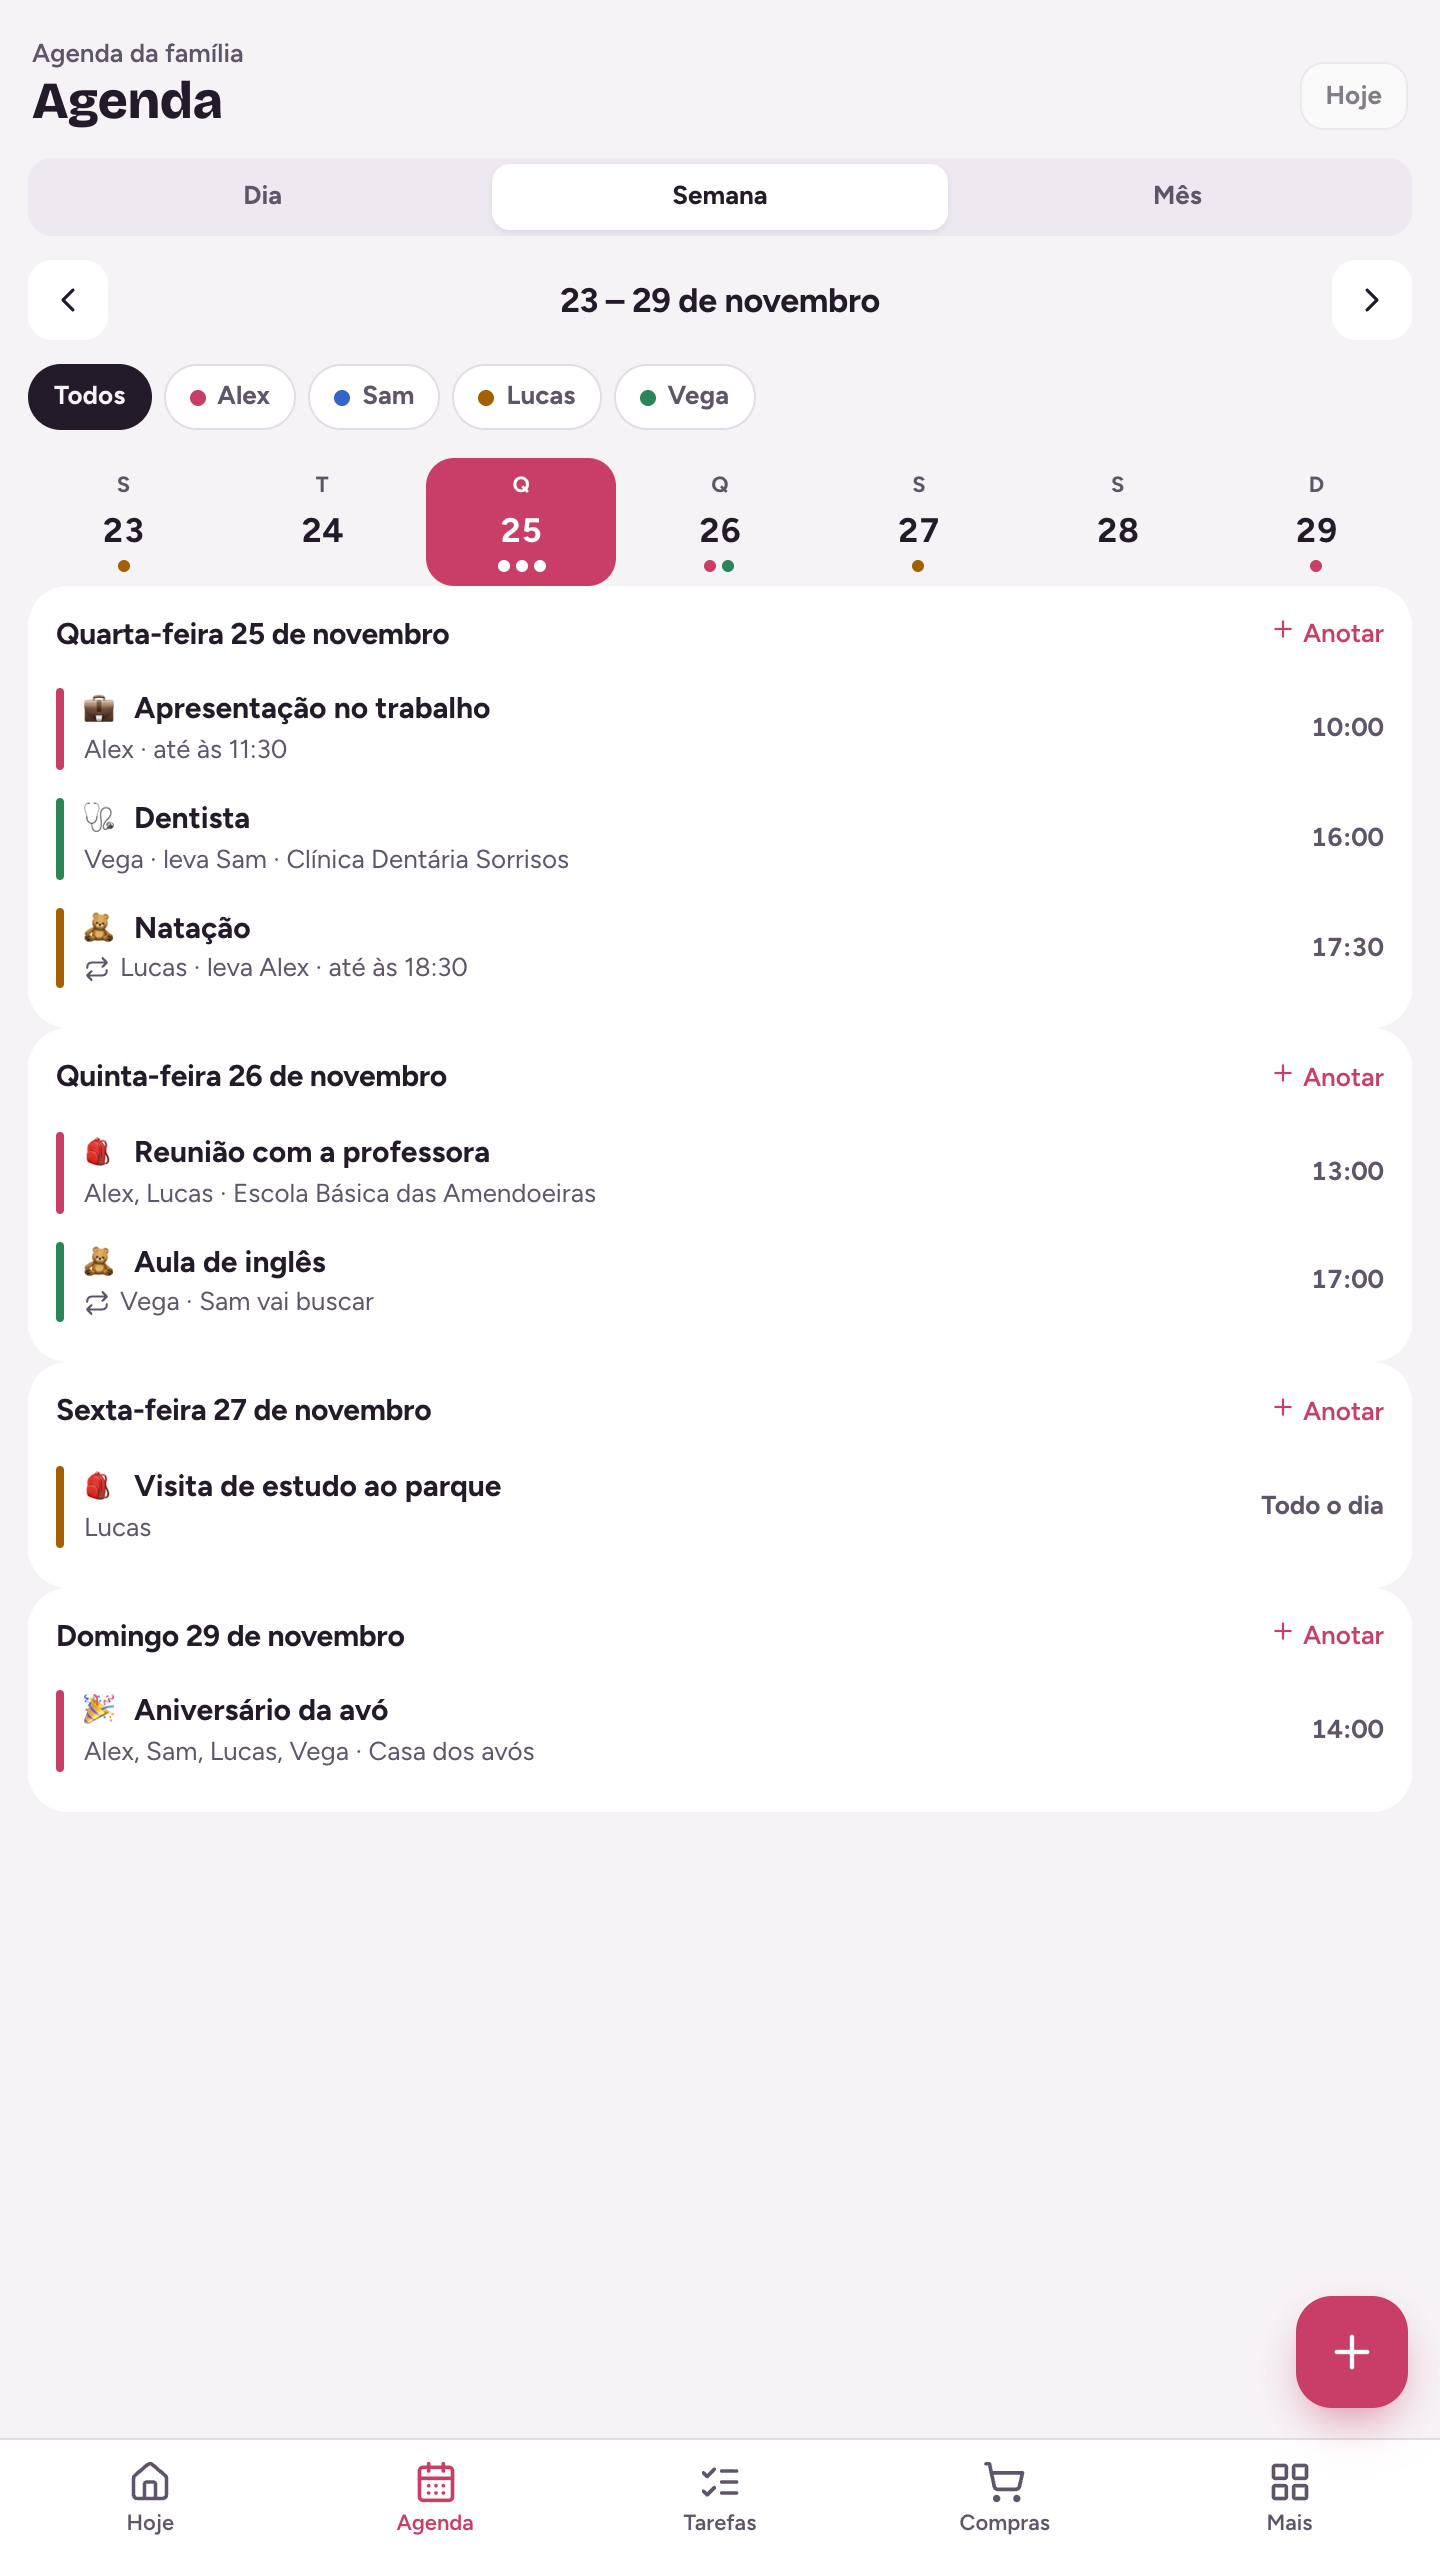 Agenda da família
Agenda
Hoje
Dia Semana Mês
23 – 29 de novembro
Todos Alex Sam Lucas Vega
S T Q Q S S D
23 24 25 26 27 28 29
Quarta-feira 25 de novembro + Anotar
Apresentação no trabalho
Alex · até às 11:30
10:00
Dentista
Vega · leva Sam · Clínica Dentária Sorrisos
16:00
Natação
Lucas · leva Alex · até às 18:30
17:30
Quinta-feira 26 de novembro + Anotar
Reunião com a professora
Alex, Lucas · Escola Básica das Amendoeiras
13:00
Aula de inglês
Vega · Sam vai buscar
17:00
Sexta-feira 27 de novembro + Anotar
Visita de estudo ao parque
Lucas
Todo o dia
Domingo 29 de novembro + Anotar
Aniversário da avó
Alex, Sam, Lucas, Vega · Casa dos avós
14:00
Hoje Agenda Tarefas Compras Mais